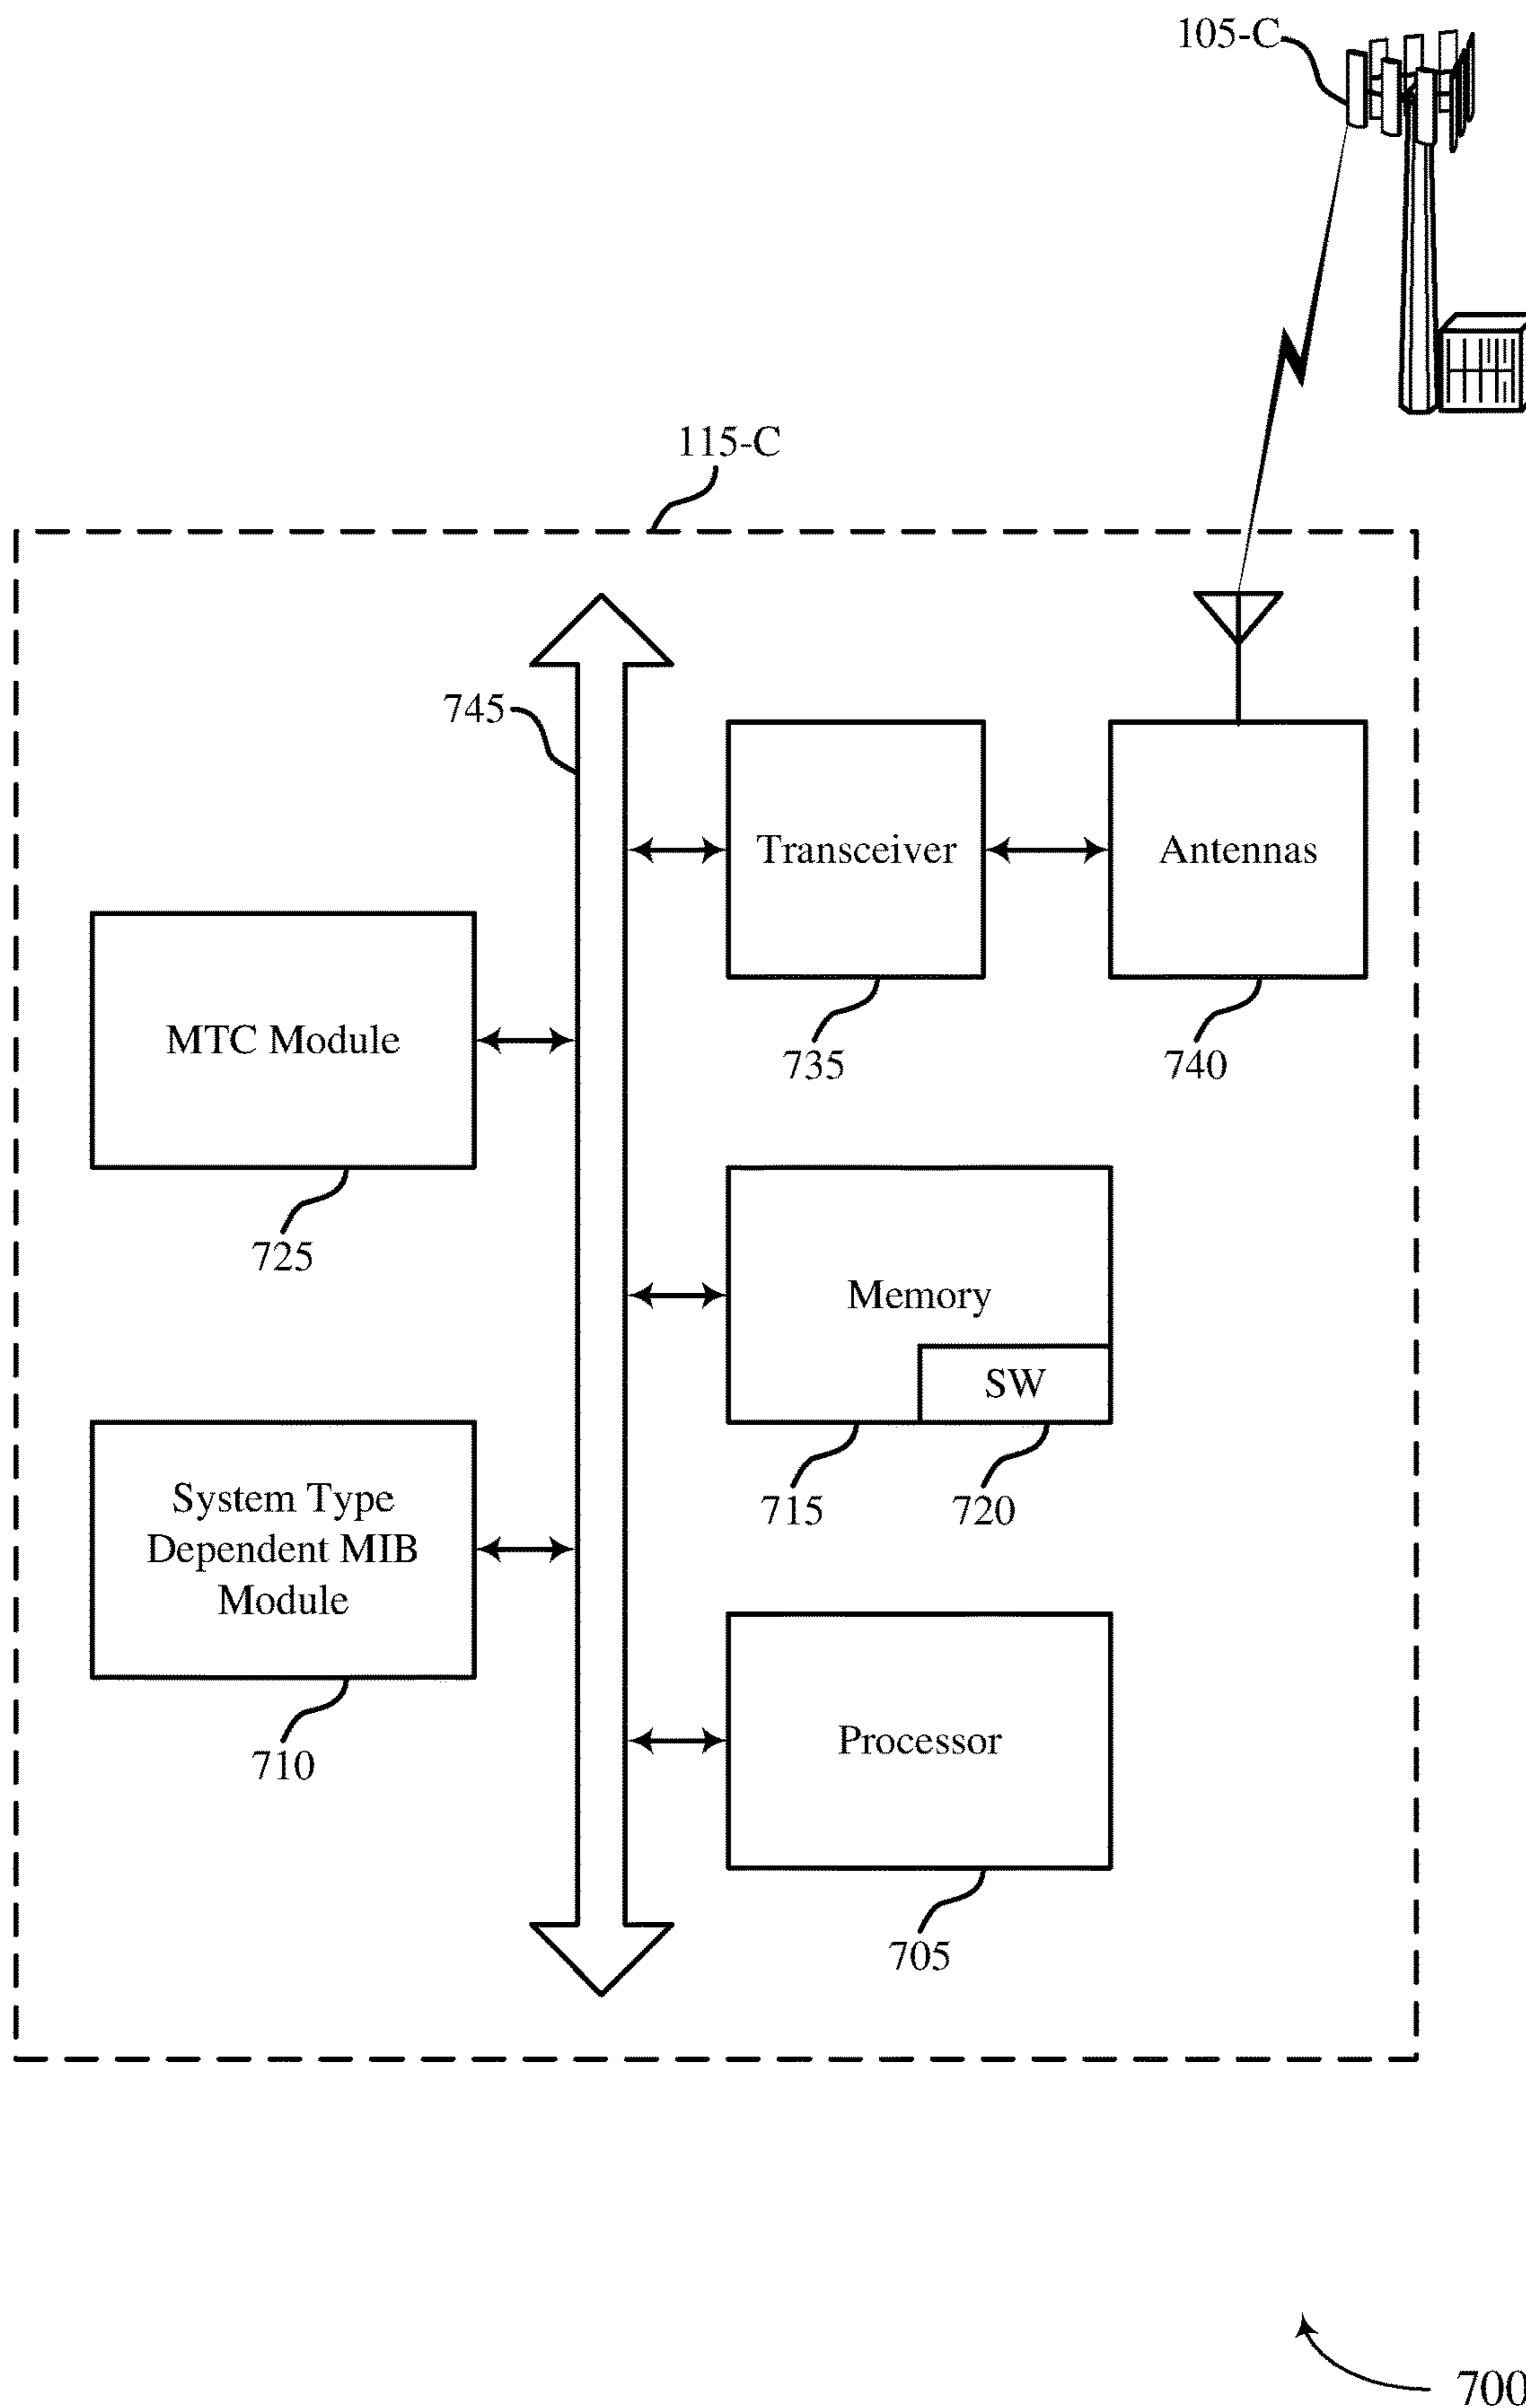 105-C
115-C
745
Transceiver
Antennas
735
740
MTC Module
725
Memory
SW
715
720
System Type
Dependent MIB
Module
710
Processor
705
700